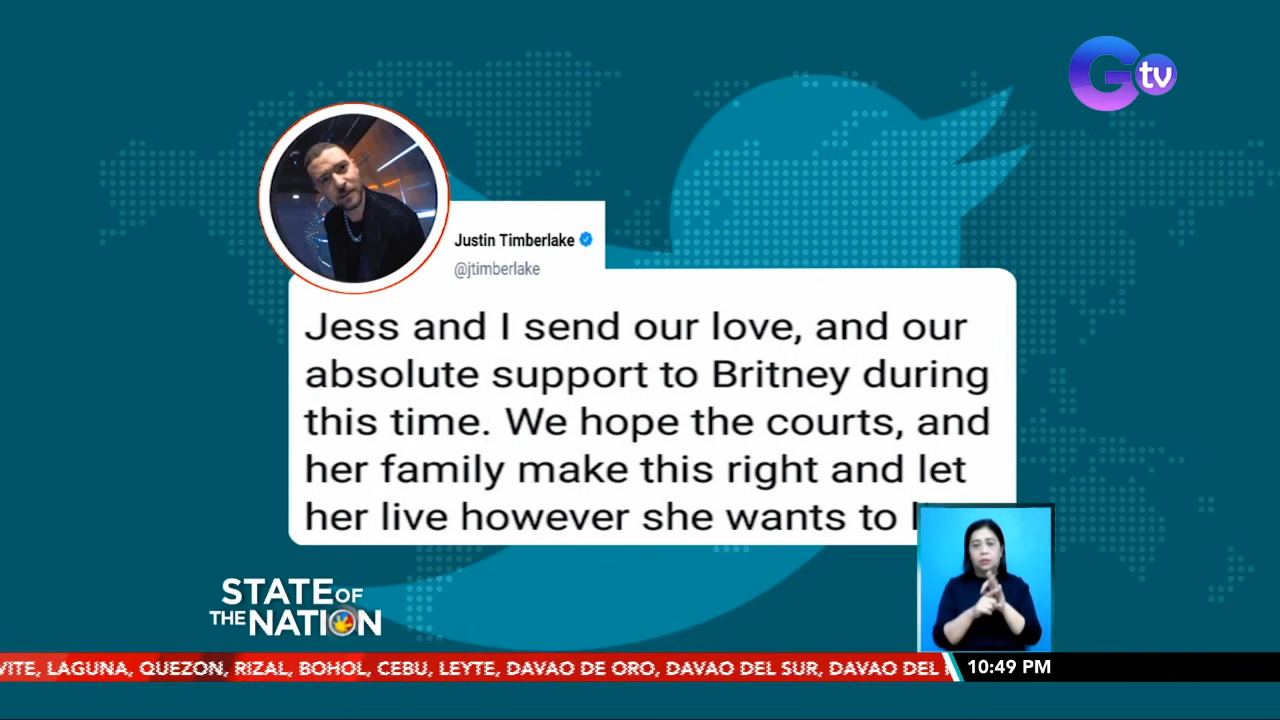 Gtv
Justin Timberlake
@jtimberlake
Jess and I send our love, and our
absolute support to Britney during
this time. We hope the courts, and
her family make this right and let
her live however she wants to
STATE OF
THE NATION
VITE, LAGUNA, QUEZON, RIZAL, BOHOL, CEBU, LEYTE, DAVAO DE ORO, DAVAO DEL SUR, DAVAO DEL
10:49 PM